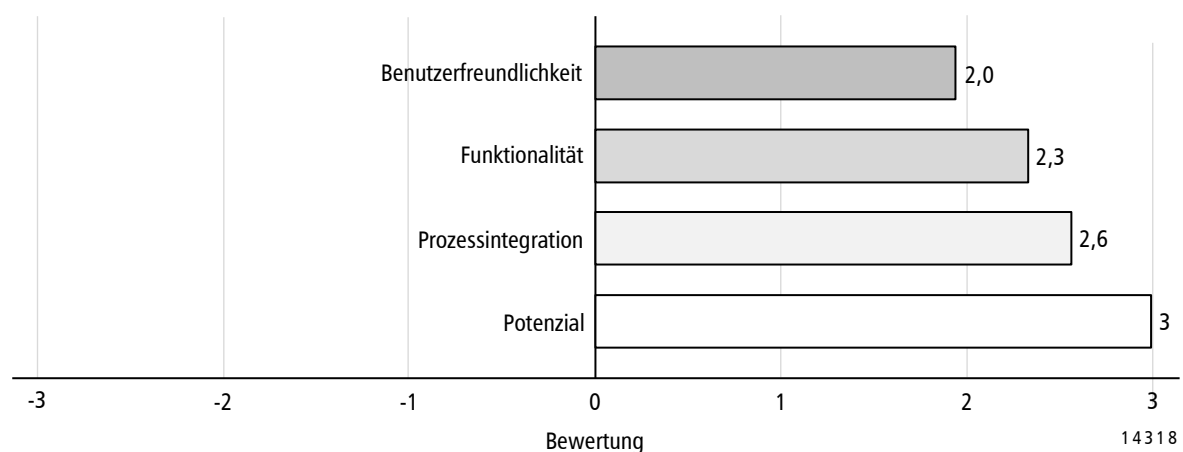 Benutzerfreundlichkeit
2,0
Funktionalität
2,3
Prozessintegration
2,6
Potenzial
3
-3
-2
-1
0
1
2
3
Bewertung
14318